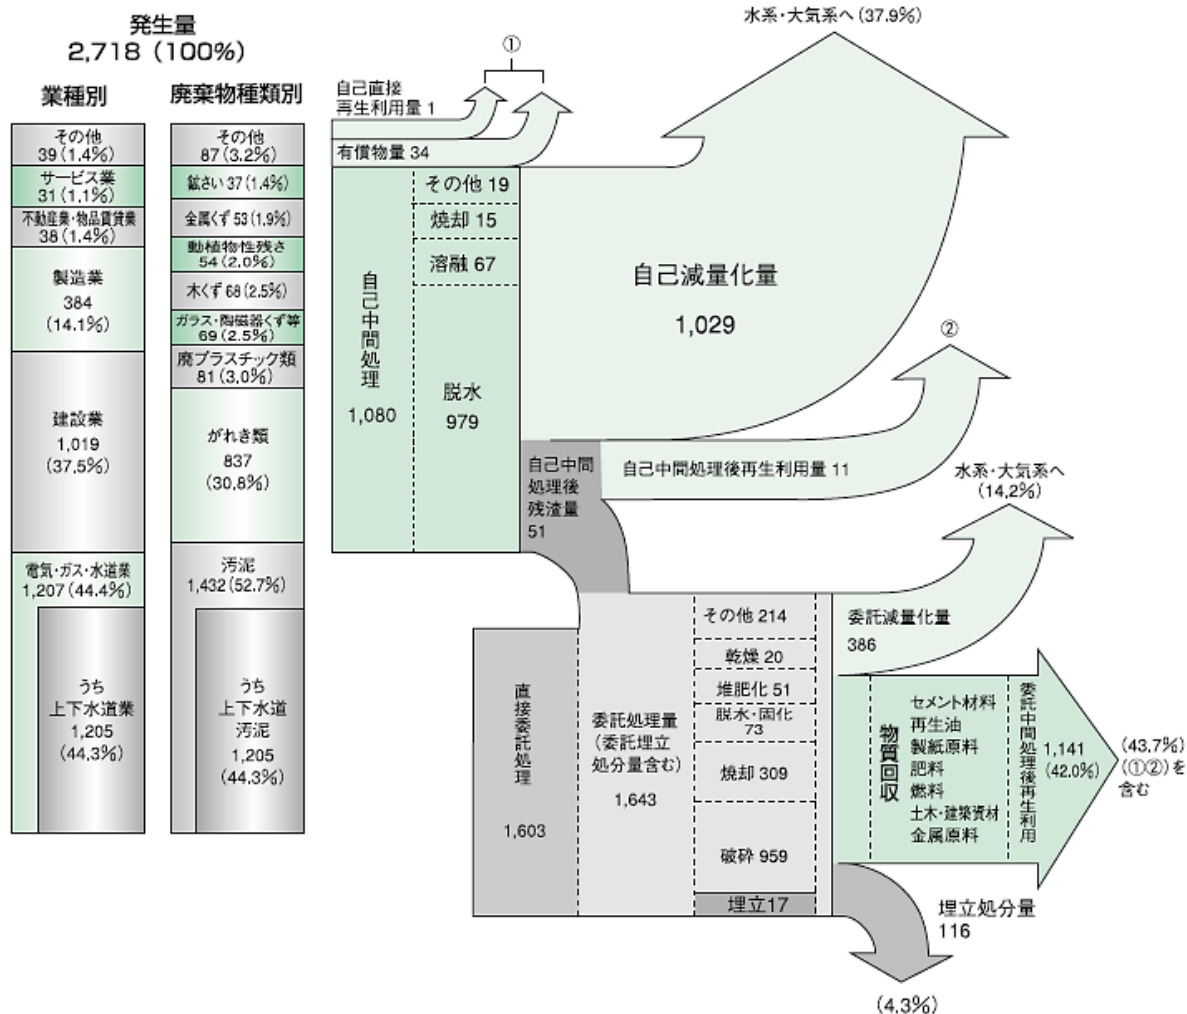 発生量
2,718（100%）
業種別
その他
39（1.4%）
サービス業
31（1.1%）
不動産業・物品賃貸業
38（1.4%）
製造業
384
（14.1%）
建設業
1,019
（37.5%）
電気・ガス・水道業
1,207（44.4%）
うち
上下水道業
1,205
（44.3%）
廃棄物種類別
その他
87（3.2%）
鉱さい 37（1.4%）
金属くず 53（1.9%）
動植物性残さ
54（2.0%）
木くず 68（2.5%）
ガラス・陶磁器くず等
69（2.5%）
廃プラスチック類
81（3.0%）
がれき類
837
（30.8%）
汚泥
1,432（52.7%）
うち
上下水道
汚泥
1,205
（44.3%）
①
自己直接
再生利用量 1
有償物量 34
自己中間処理
1,080
その他 19
焼却 15
溶融 67
脱水
979
水系・大気系へ（37.9%）
自己減量化量
1,029
②
自己中間
処理後
残渣量
51
自己中間処理後再生利用量 11
水系・大気系へ
（14.2%）
直接委託処理
1,603
委託処理量
（委託埋立
処分量含む）
1,643
その他 214
乾燥 20
堆肥化 51
脱水・固化
73
焼却 309
破砕 959
埋立17
委託減量化量
386
物質回収
セメント材料
再生油
製紙原料
肥料
燃料
土木・建築資材
金属原料
委託中間処理後再生利用
1,141
（42.0%）
（43.7%）
（①②）を
含む
埋立処分量
116
（4.3%）